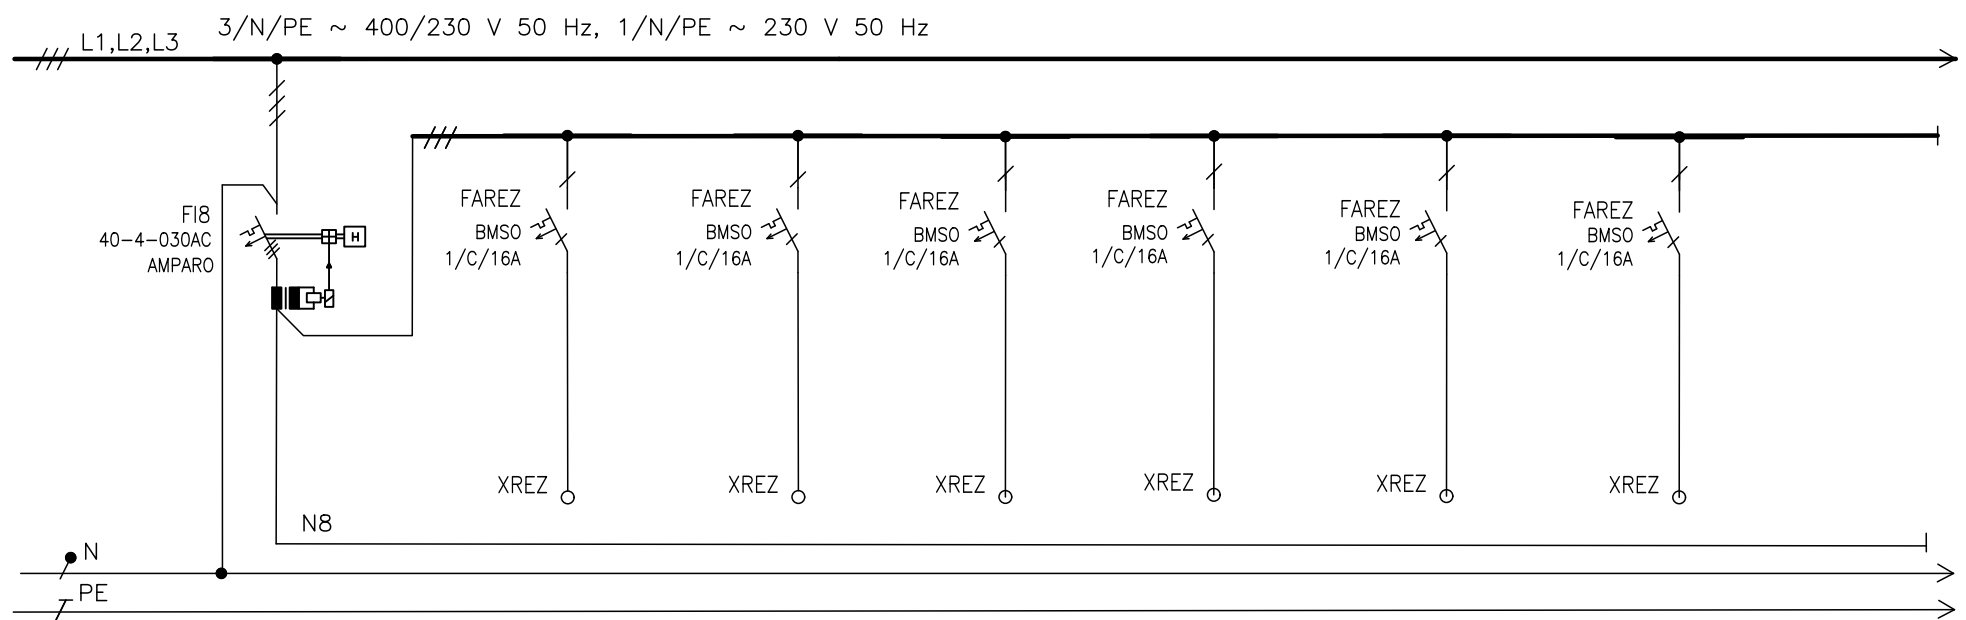 3/N/PE ~ 400/230 V 50 Hz, 1/N/PE ~ 230 V 50 Hz
L1,L2,L3
FI8
40-4-030AC
AMPARO
H
FAREZ
BMSO
1/C/16A
FAREZ
BMSO
1/C/16A
FAREZ
BMSO
1/C/16A
FAREZ
BMSO
1/C/16A
FAREZ
BMSO
1/C/16A
FAREZ
BMSO
1/C/16A
XREZ
XREZ
XREZ
XREZ
XREZ
XREZ
N8
N
PE